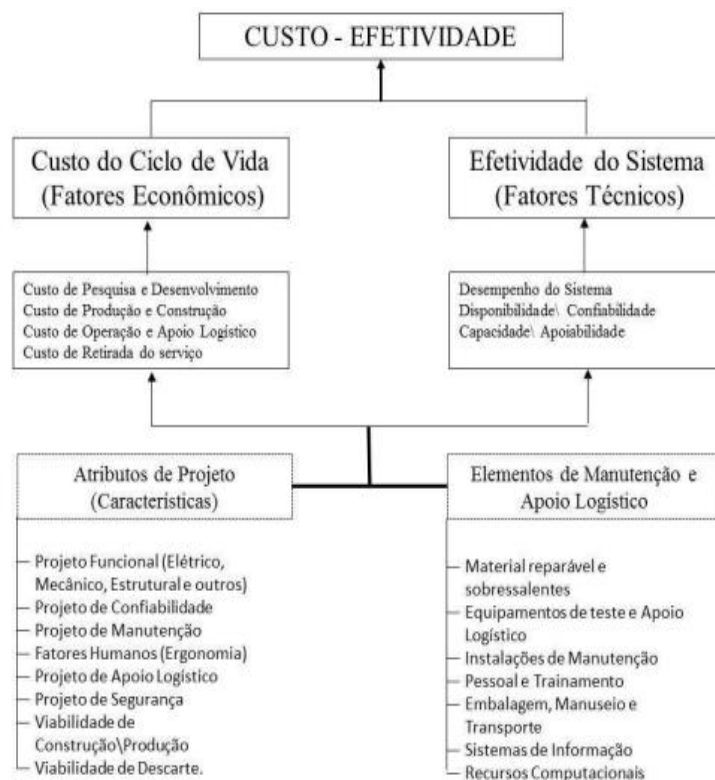 CUSTO - EFETIVIDADE
Custo do Ciclo de Vida
(Fatores Econômicos)
Efetividade do Sistema
(Fatores Técnicos)
Custo de Pesquisa e Desenvolvimento
Custo de Produção e Construção
Custo de Operação e Apoio Logístico
Custo de Retirada do serviço
Desempenho do Sistema
Disponibilidade\ Confiabilidade
Capacidade\ Apoiabilidade
Atributos de Projeto
(Características)
Projeto Funcional (Elétrico,
Mecânico, Estrutural e outros)
Projeto de Confiabilidade
Projeto de Manutenção
Fatores Humanos (Ergonomia)
Projeto de Apoio Logístico
Projeto de Segurança
Viabilidade de
Construção\Produção
Viabilidade de Descarte.
Elementos de Manutenção e
Apoio Logístico
Material reparável e
sobressalentes
Equipamentos de teste e Apoio
Logístico
Instalações de Manutenção
Pessoal e Trainamento
Embalagem, Manuseio e
Transporte
Sistemas de Informação
Recursos Computacionais